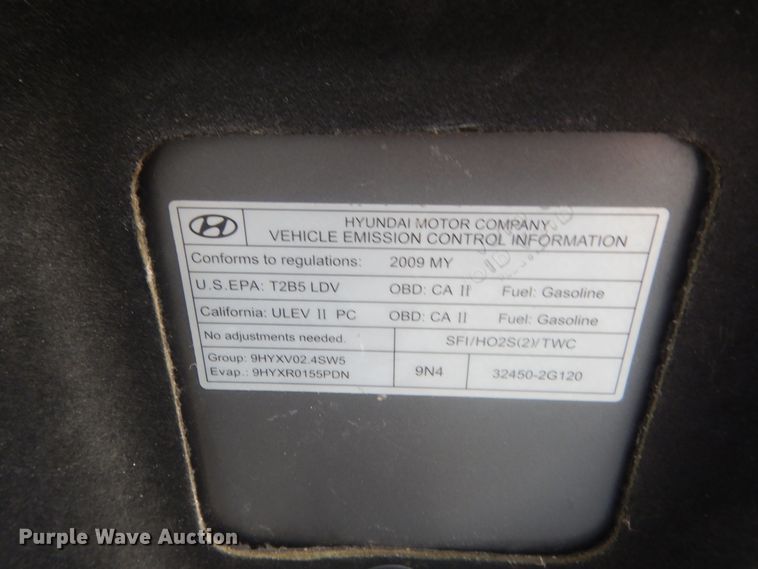 HYUNDAI MOTOR COMPANY
VEHICLE EMISSION CONTROL INFORMATION
Conforms to regulations: 2009 MY
U.S.EPA: T2B5 LDV OBD: CA II Fuel: Gasoline
California: ULEV II PC OBD: CA II Fuel: Gasoline
No adjustments needed. SFI/HO2S(2)/TWC
Group: 9HYXV02.4SW5
Evap.: 9HYXR0155PDN 9N4 32450-2G120
Purple Wave Auction